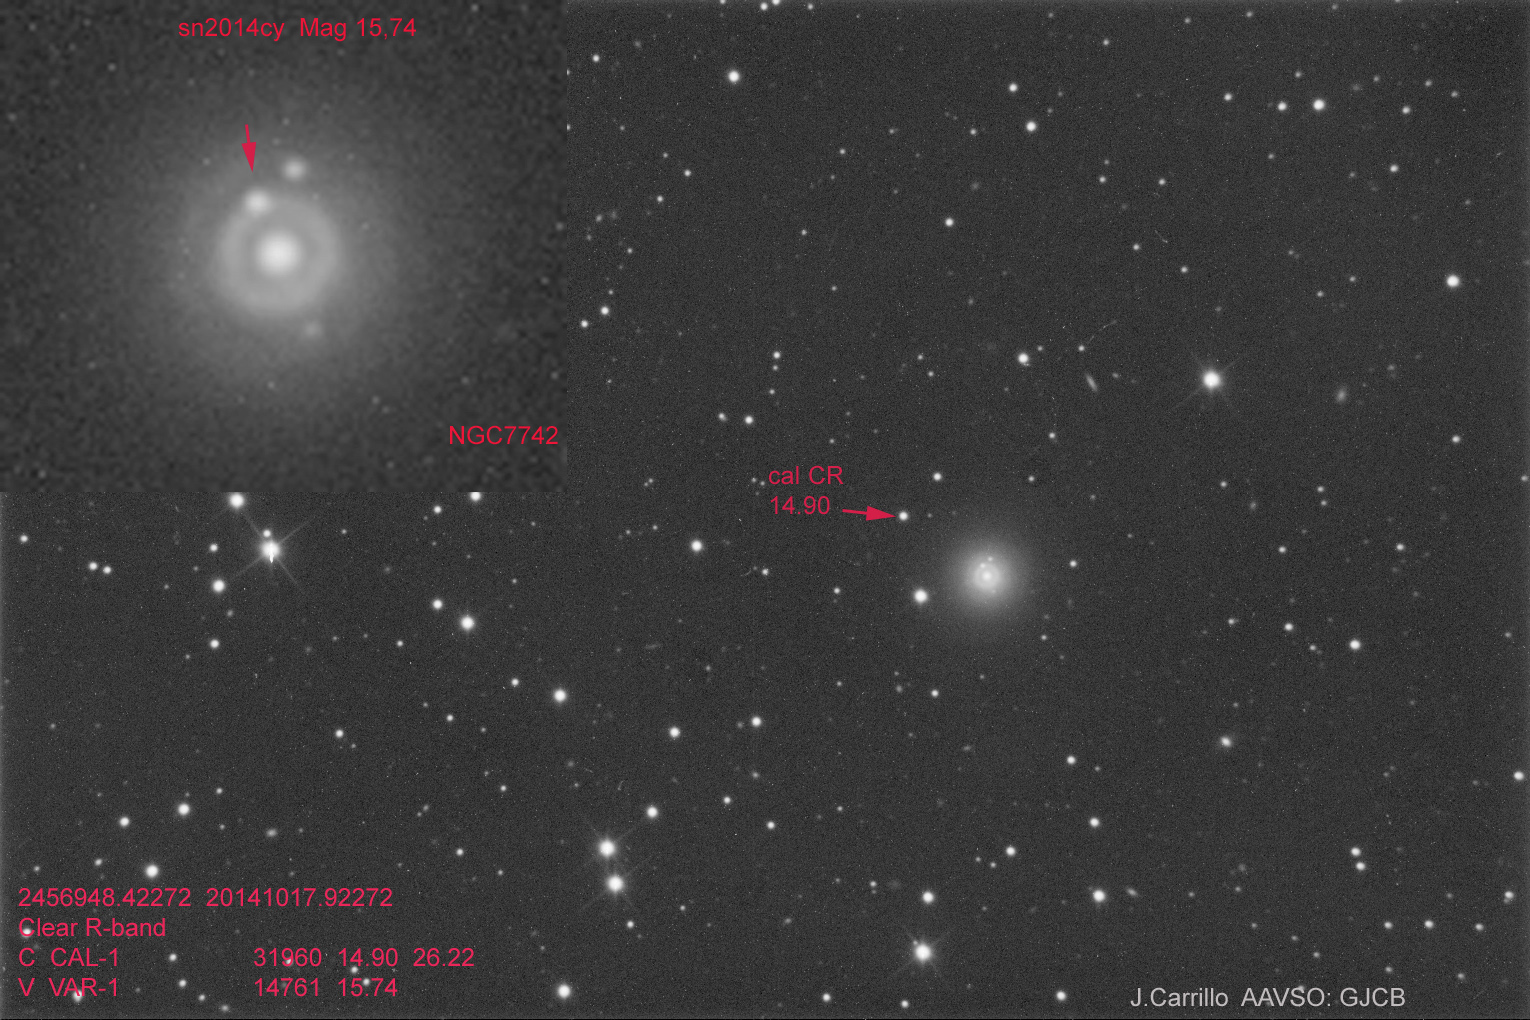 sn2014cy Mag 15,74
NGC7742
cal CR
14.90
2456948.42272 20141017.92272
Clear R-band
C CAL-1 31960 14.90 26.22
V VAR-1 14761 15.74
J.Carrillo AAVSO: GJCB